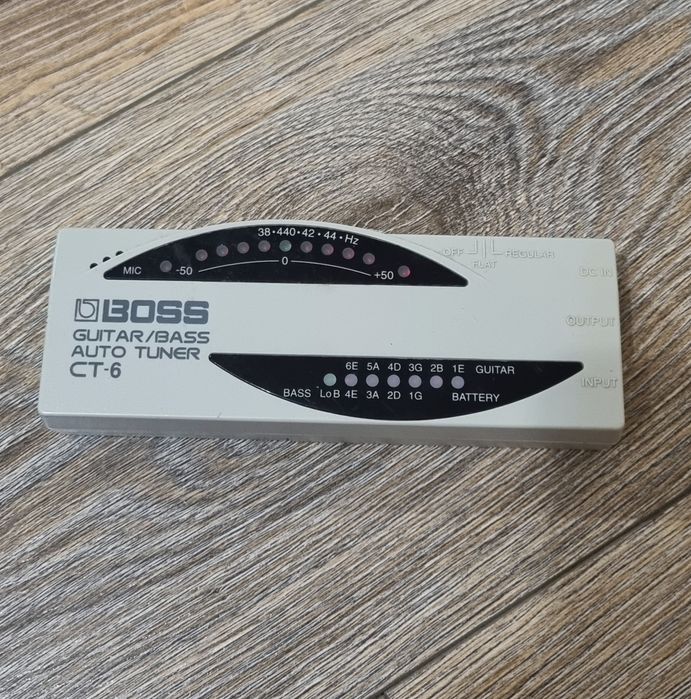 38・440・42・44・Hz
MIC -50 0 +50
OFF FLAT REGULAR
DC IN
BOSS
GUITAR/BASS
AUTO TUNER
CT-6
OUTPUT
6E 5A 4D 3G 2B 1E GUITAR
BASS LoB 4E 3A 2D 1G BATTERY
INPUT